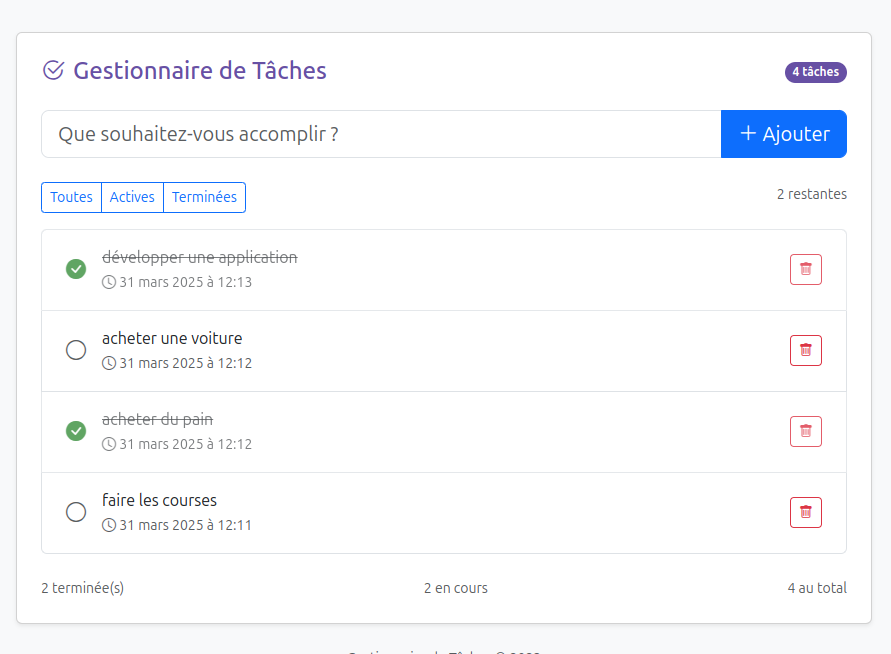 Gestionnaire de Tâches
4 tâches
Que souhaitez-vous accomplir ?
+ Ajouter
Toutes Actives Terminées
2 restantes
développer une application
31 mars 2025 à 12:13
acheter une voiture
31 mars 2025 à 12:12
acheter du pain
31 mars 2025 à 12:12
faire les courses
31 mars 2025 à 12:11
2 terminée(s)
2 en cours
4 au total